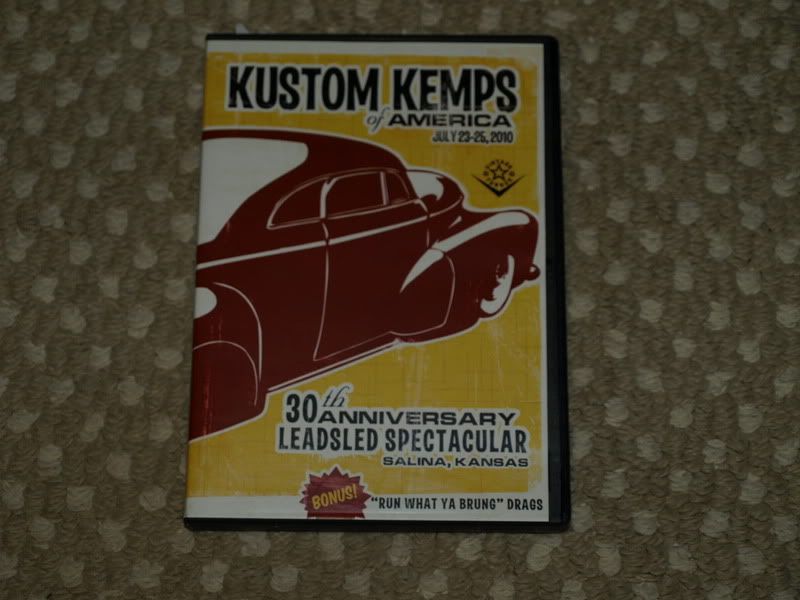 KUSTOM KEMPS
of AMERICA
JULY 23-25, 2010
30th ANNIVERSARY
LEADSLED SPECTACULAR
SALINA, KANSAS
BONUS! "RUN WHAT YA BRUNG" DRAGS